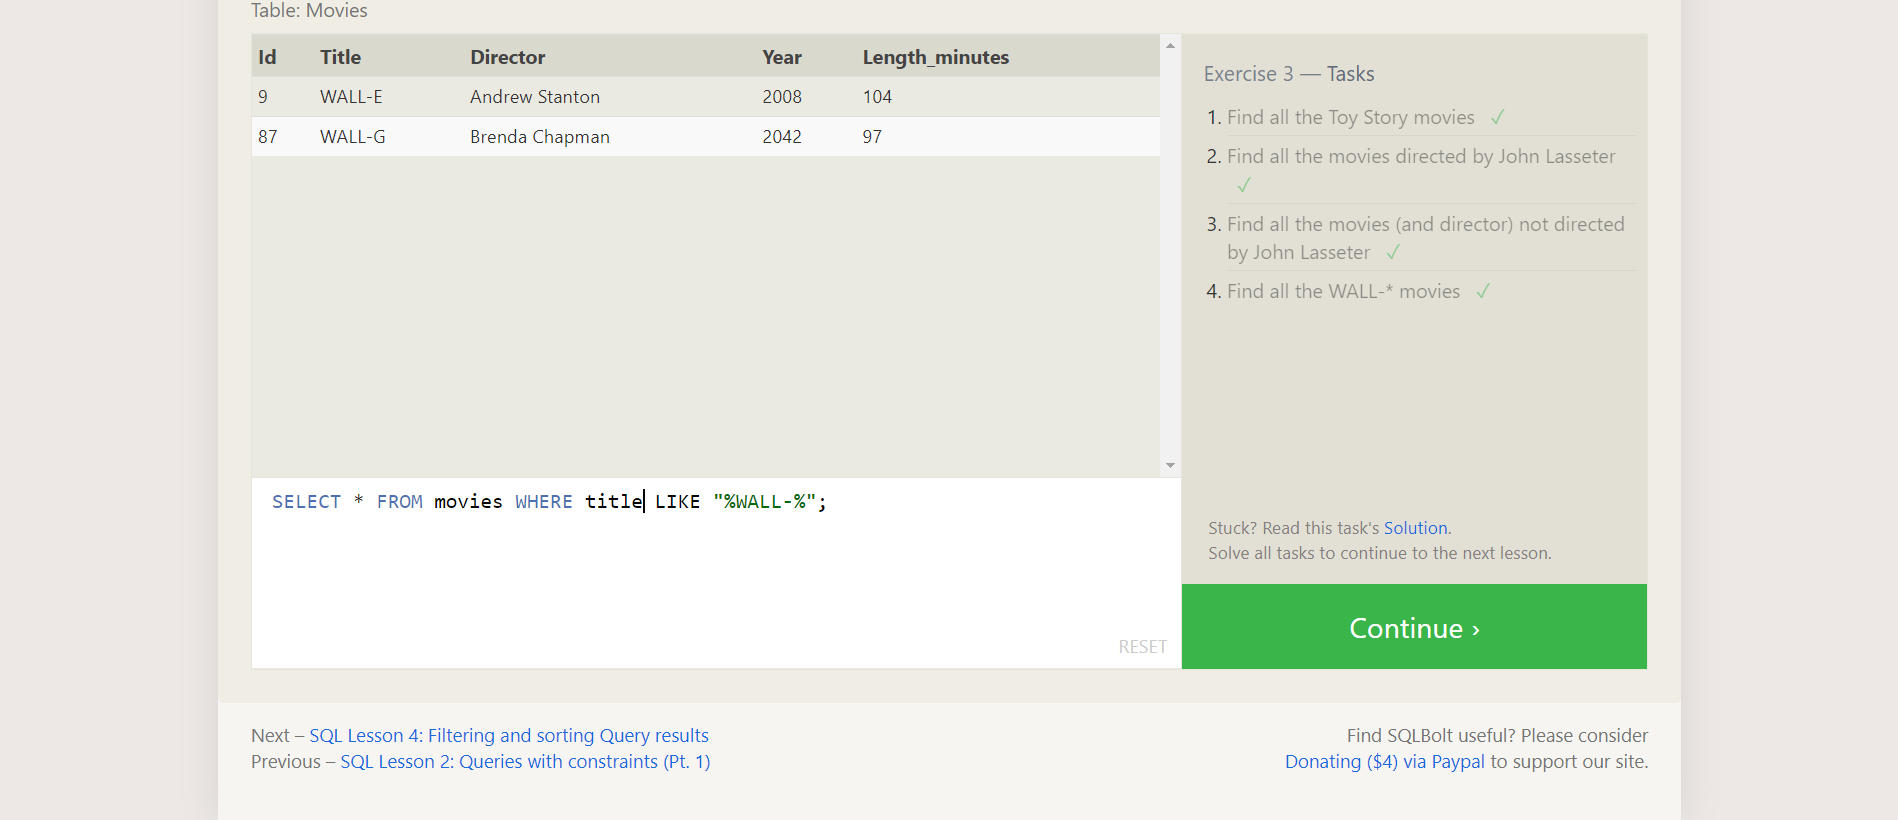 Table: Movies
Id Title Director Year Length_minutes
9 WALL-E Andrew Stanton 2008 104
87 WALL-G Brenda Chapman 2042 97
SELECT * FROM movies WHERE title LIKE "%WALL-%";
RESET
Exercise 3 — Tasks
1. Find all the Toy Story movies ✓
2. Find all the movies directed by John Lasseter
✓
3. Find all the movies (and director) not directed
by John Lasseter ✓
4. Find all the WALL-* movies ✓
Stuck? Read this task's Solution.
Solve all tasks to continue to the next lesson.
Continue ›
Next – SQL Lesson 4: Filtering and sorting Query results
Previous – SQL Lesson 2: Queries with constraints (Pt. 1)
Find SQLBolt useful? Please consider
Donating ($4) via Paypal to support our site.